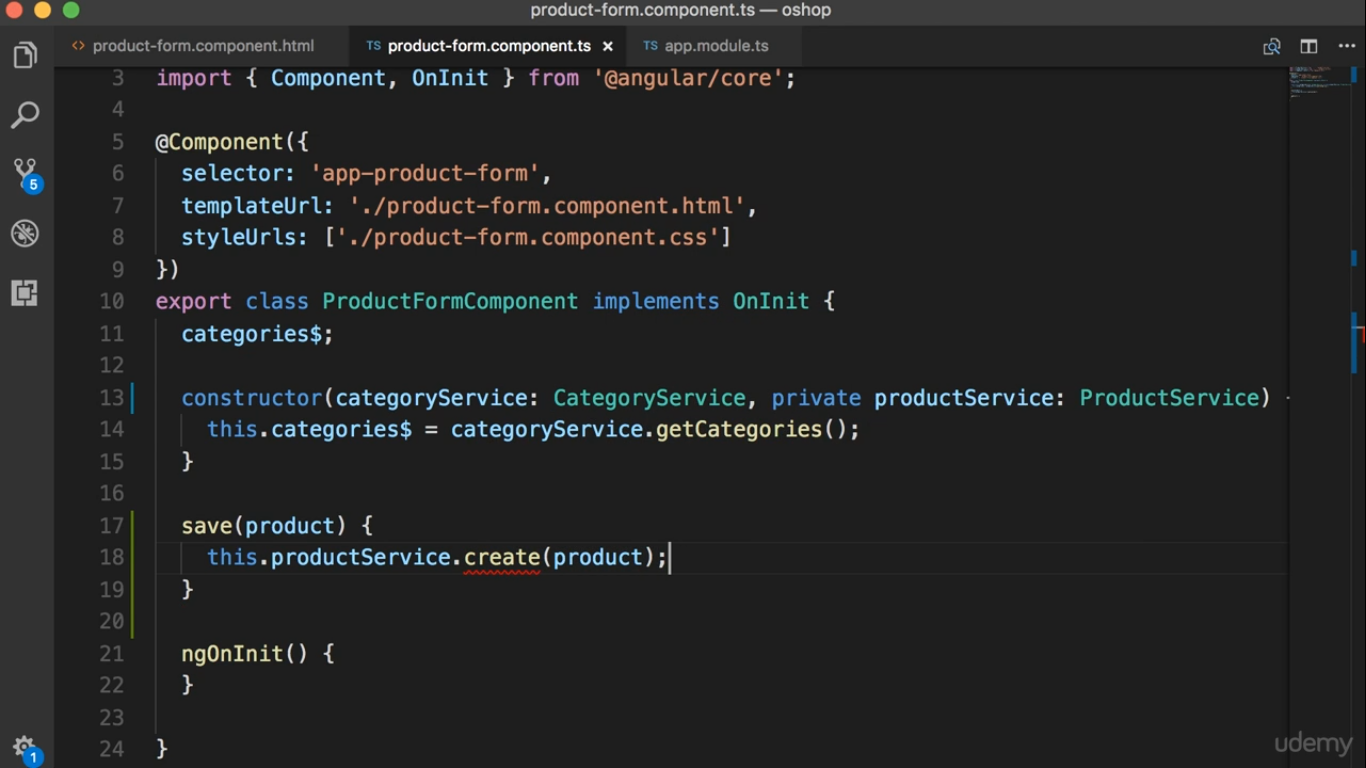 product-form.component.ts — oshop
<> product-form.component.html TS product-form.component.ts × TS app.module.ts ···
3 import { Component, OnInit } from '@angular/core';
4
5 @Component({
6 selector: 'app-product-form',
7 templateUrl: './product-form.component.html',
8 styleUrls: ['./product-form.component.css']
9 })
10 export class ProductFormComponent implements OnInit {
11 categories$;
12
13 constructor(categoryService: CategoryService, private productService: ProductService)
14 this.categories$ = categoryService.getCategories();
15 }
16
17 save(product) {
18 this.productService.create(product);
19 }
20
21 ngOnInit() {
22 }
23
24 }
5
1
udemy